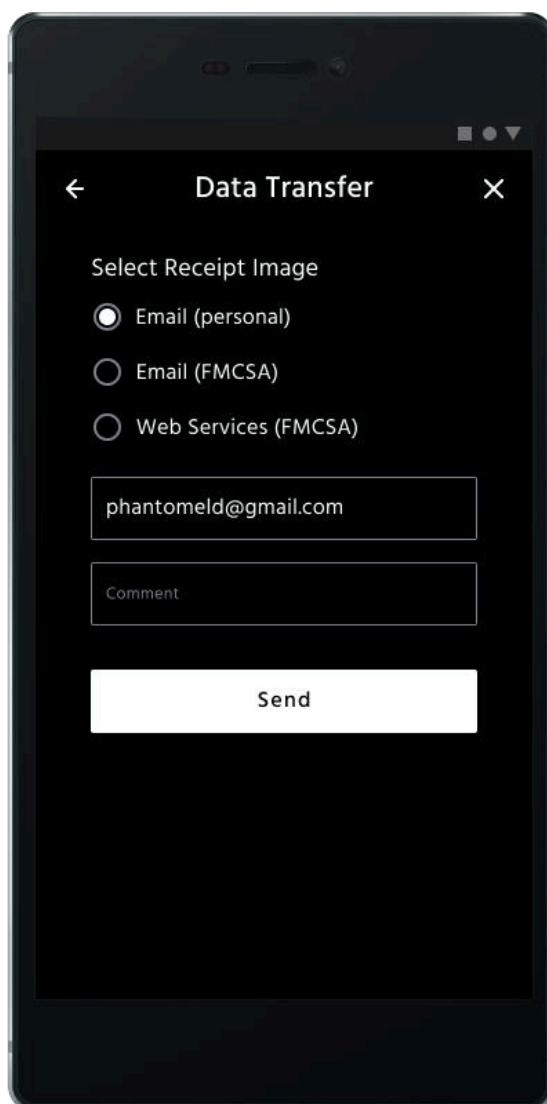 Data Transfer
Select Receipt Image
Email (personal)
Email (FMCSA)
Web Services (FMCSA)
phantomeld@gmail.com
Comment
Send